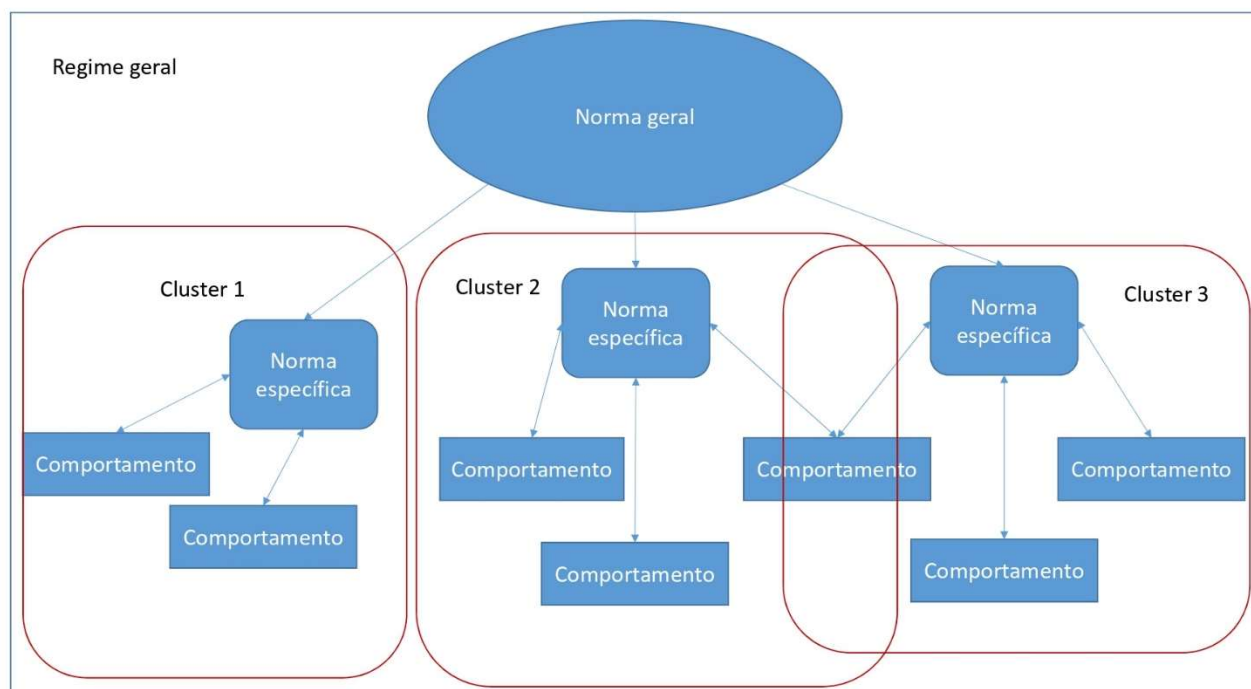 Regime geral
Norma geral
Cluster 1
Norma
específica
Comportamento
Comportamento
Cluster 2
Norma
específica
Comportamento
Comportamento
Comportamento
Cluster 3
Norma
específica
Comportamento
Comportamento